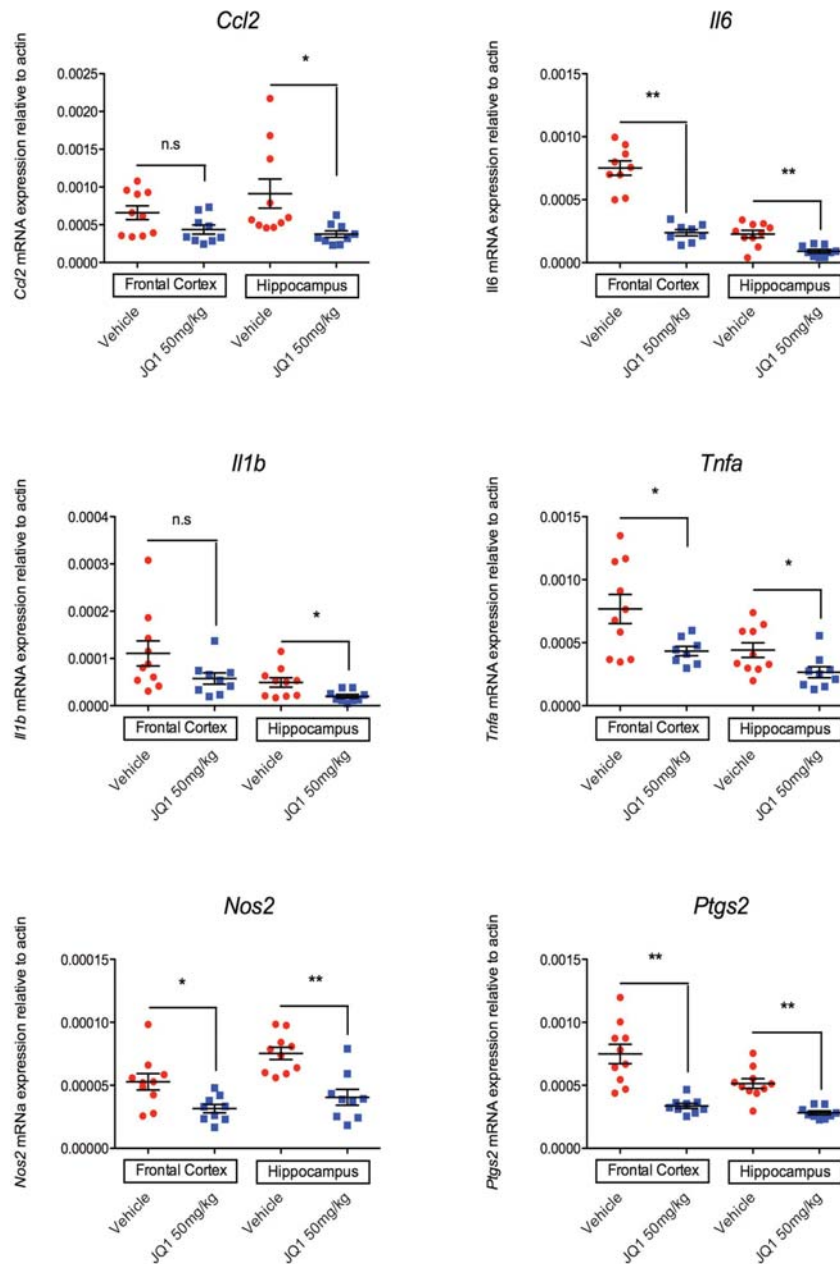 Ccl2
Ccl2 mRNA expression relative to actin
0.0025
0.0020
0.0015
0.0010
0.0005
0.0000
n.s
*
Frontal Cortex
Hippocampus
Vehicle
JQ1 50mg/kg
Vehicle
JQ1 50mg/kg
Il6
Il6 mRNA expression relative to actin
0.0015
0.0010
0.0005
0.0000
**
**
Frontal Cortex
Hippocampus
Vehicle
JQ1 50mg/kg
Vehicle
JQ1 50mg/kg
Il1b
Il1b mRNA expression relative to actin
0.0004
0.0003
0.0002
0.0001
0.0000
n.s
*
Frontal Cortex
Hippocampus
Vehicle
JQ1 50mg/kg
Vehicle
JQ1 50mg/kg
Tnfa
Tnfa mRNA expression relative to actin
0.0015
0.0010
0.0005
0.0000
*
*
Frontal Cortex
Hippocampus
Vehicle
JQ1 50mg/kg
Veichle
JQ1 50mg/kg
Nos2
Nos2 mRNa expression relative to actin
0.00015
0.00010
0.00005
0.00000
*
**
Frontal Cortex
Hippocampus
Vehicle
JQ1 50mg/kg
Vehicle
JQ1 50mg/kg
Ptgs2
Ptgs2 mRNA expression relative to actin
0.0015
0.0010
0.0005
0.0000
**
**
Frontal Cortex
Hippocampus
Vehicle
JQ1 50mg/kg
Vehicle
JQ1 50mg/kg